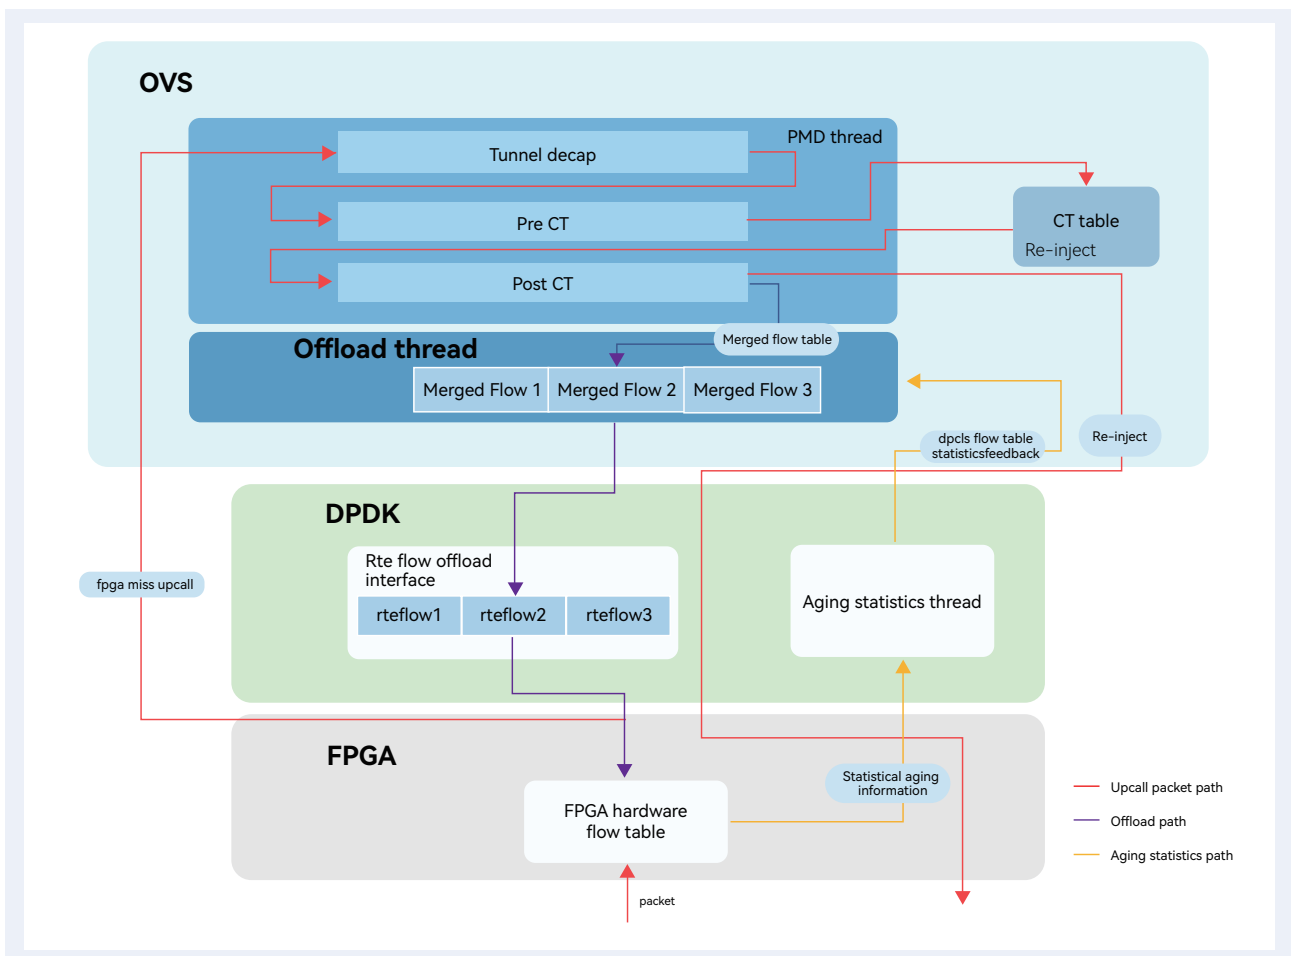 OVS
PMD thread
Tunnel decap
Pre CT
CT table
Re-inject
Post CT
Merged flow table
Offload thread
Merged Flow 1
Merged Flow 2
Merged Flow 3
dpcls flow table
statisticsfeedback
Re-inject
DPDK
Rte flow offload
interface
rteflow1
rteflow2
rteflow3
Aging statistics thread
fpga miss upcall
FPGA
Statistical aging
information
FPGA hardware
flow table
packet
Upcall packet path
Offload path
Aging statistics path